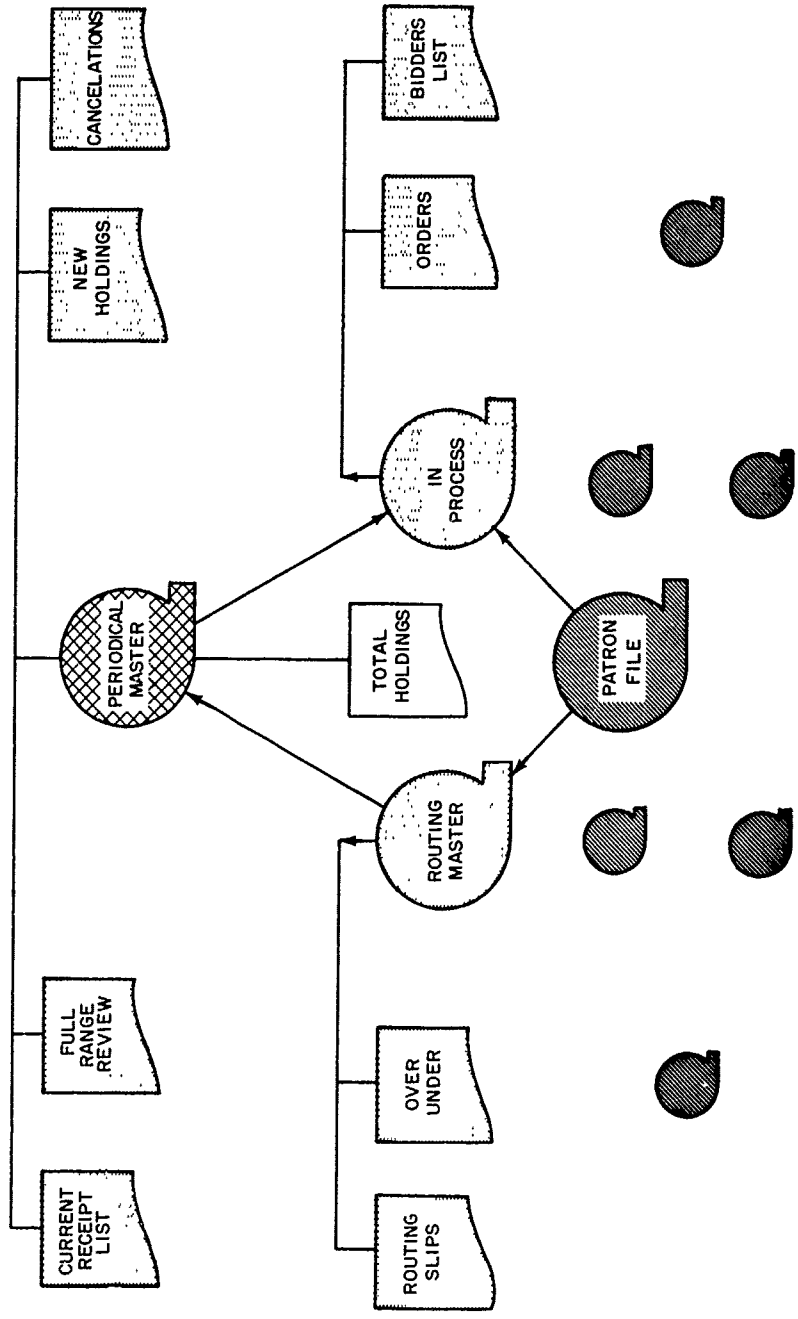 CURRENT
RECEIPT
LIST
FULL
RANGE
REVIEW
PERIODICAL
MASTER
NEW
HOLDINGS
CANCELATIONS
ROUTING
SLIPS
OVER
UNDER
ROUTING
MASTER
TOTAL
HOLDINGS
IN
PROCESS
ORDERS
BIDDERS
LIST
PATRON
FILE